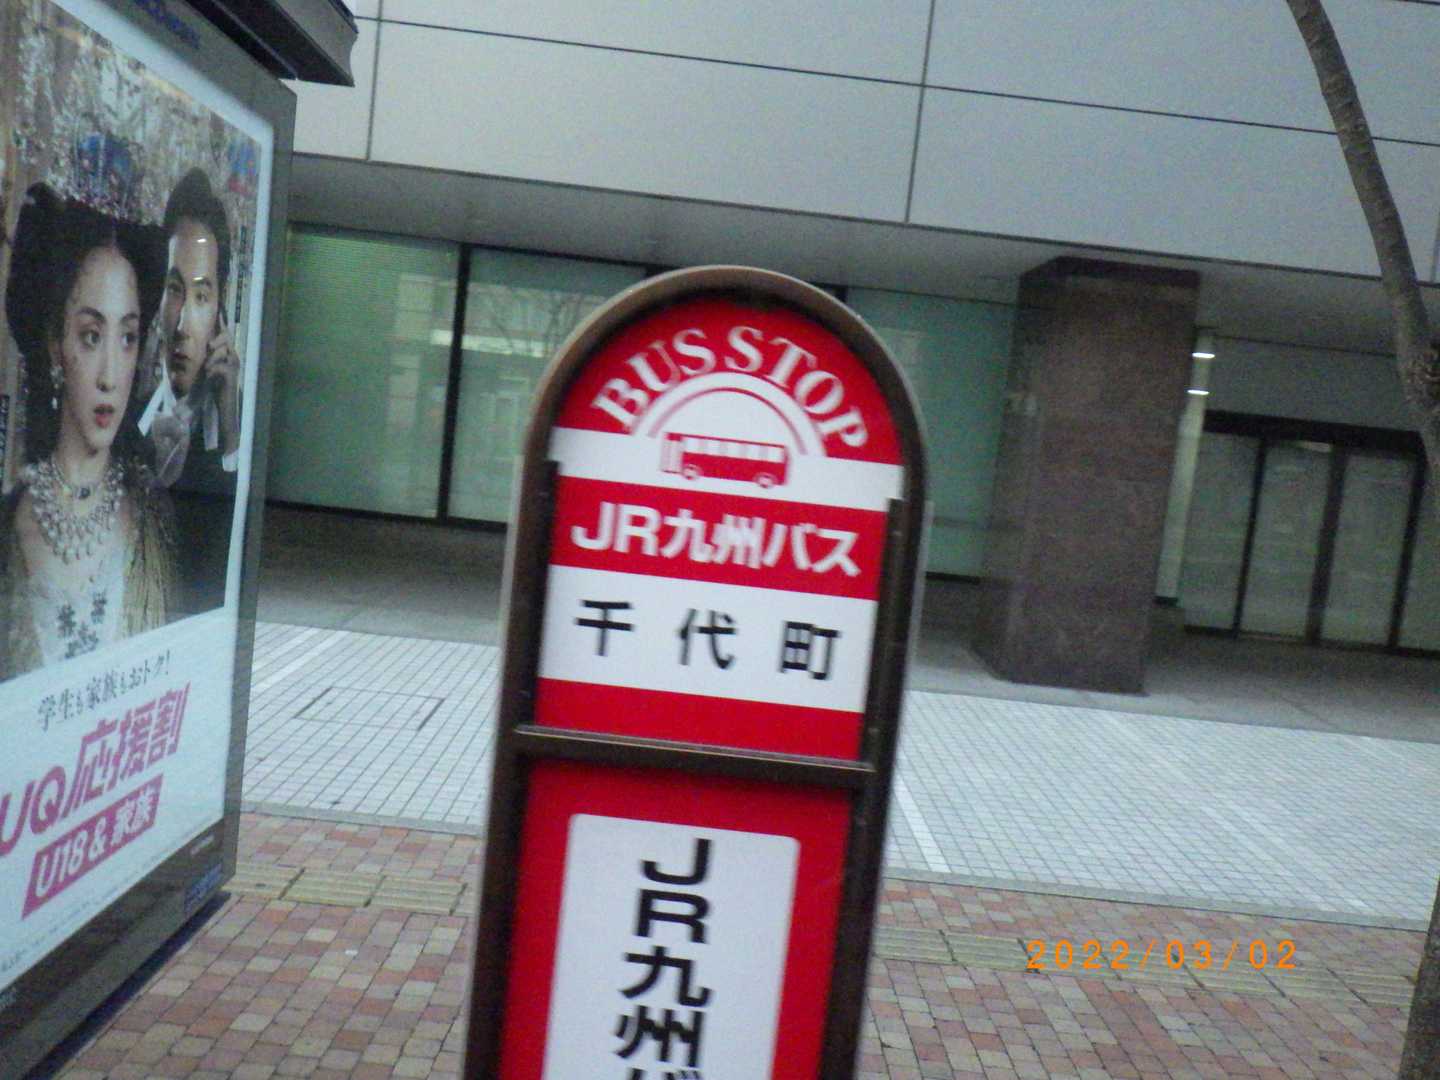 学生も家族もおトク!
UQ応援割
U18&家族
BUS STOP
JR九州バス
千代町
JR九州バ
2022/03/02